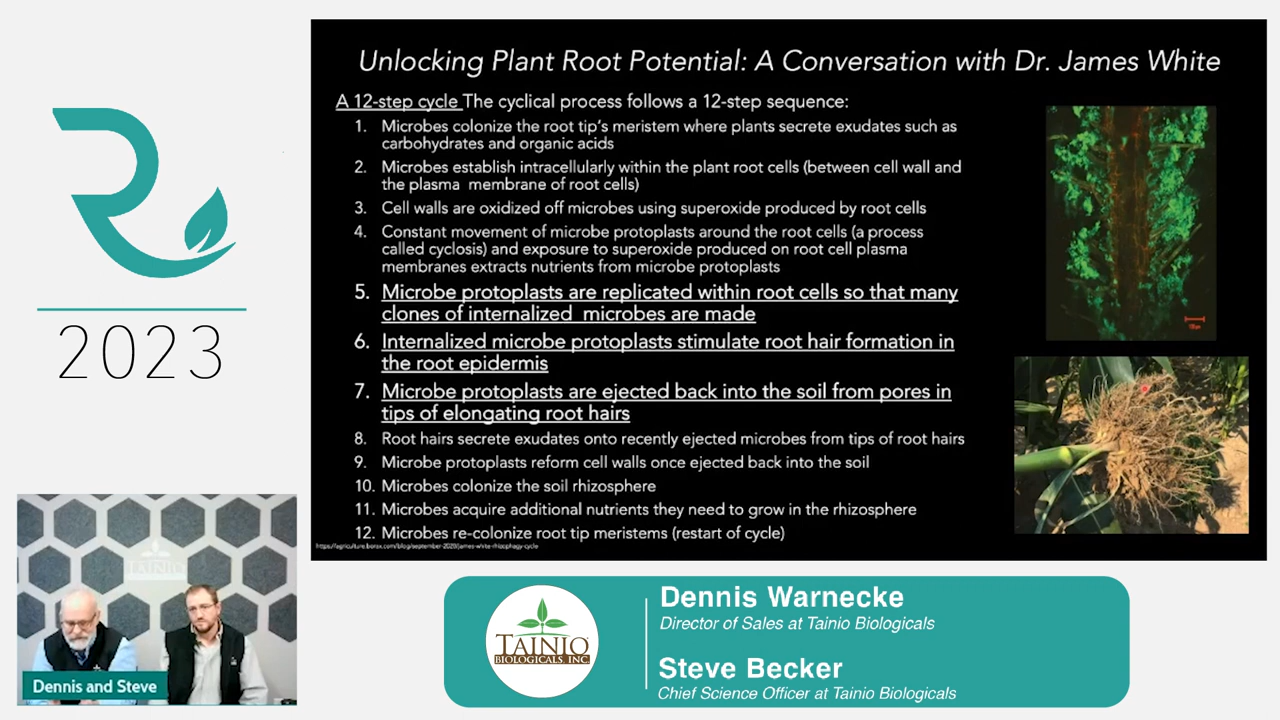 Unlocking Plant Root Potential: A Conversation with Dr. James White
A 12-step cycle The cyclical process follows a 12-step sequence:
1. Microbes colonize the root tip's meristem where plants secrete exudates such as
carbohydrates and organic acids
2. Microbes establish intracellularly within the plant root cells (between cell wall and
the plasma membrane of root cells)
3. Cell walls are oxidized off microbes using superoxide produced by root cells
4. Constant movement of microbe protoplasts around the root cells (a process
called cyclosis) and exposure to superoxide produced on root cell plasma
membranes extracts nutrients from microbe protoplasts
5. Microbe protoplasts are replicated within root cells so that many
clones of internalized microbes are made
6. Internalized microbe protoplasts stimulate root hair formation in
the root epidermis
7. Microbe protoplasts are ejected back into the soil from pores in
tips of elongating root hairs
8. Root hairs secrete exudates onto recently ejected microbes from tips of root hairs
9. Microbe protoplasts reform cell walls once ejected back into the soil
10. Microbes colonize the soil rhizosphere
11. Microbes acquire additional nutrients they need to grow in the rhizosphere
12. Microbes re-colonize root tip meristems (restart of cycle)
https://agriculture.borax.com/blog/september-2020/james-white-rhizophagy-cycle
R
2023
TAINIO
Dennis and Steve
TAINIO
BIOLOGICALS, INC.
Dennis Warnecke
Director of Sales at Tainio Biologicals
Steve Becker
Chief Science Officer at Tainio Biologicals